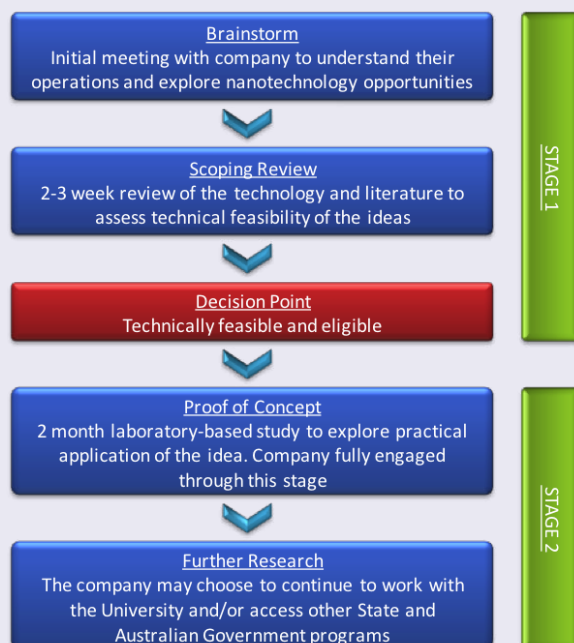 Brainstorm
Initial meeting with company to understand their
operations and explore nanotechnology opportunities
Scoping Review
2-3 week review of the technology and literature to
assess technical feasibility of the ideas
Decision Point
Technically feasible and eligible
STAGE 1
Proof of Concept
2 month laboratory-based study to explore practical
application of the idea. Company fully engaged
through this stage
Further Research
The company may choose to continue to work with
the University and/or access other State and
Australian Government programs
STAGE 2